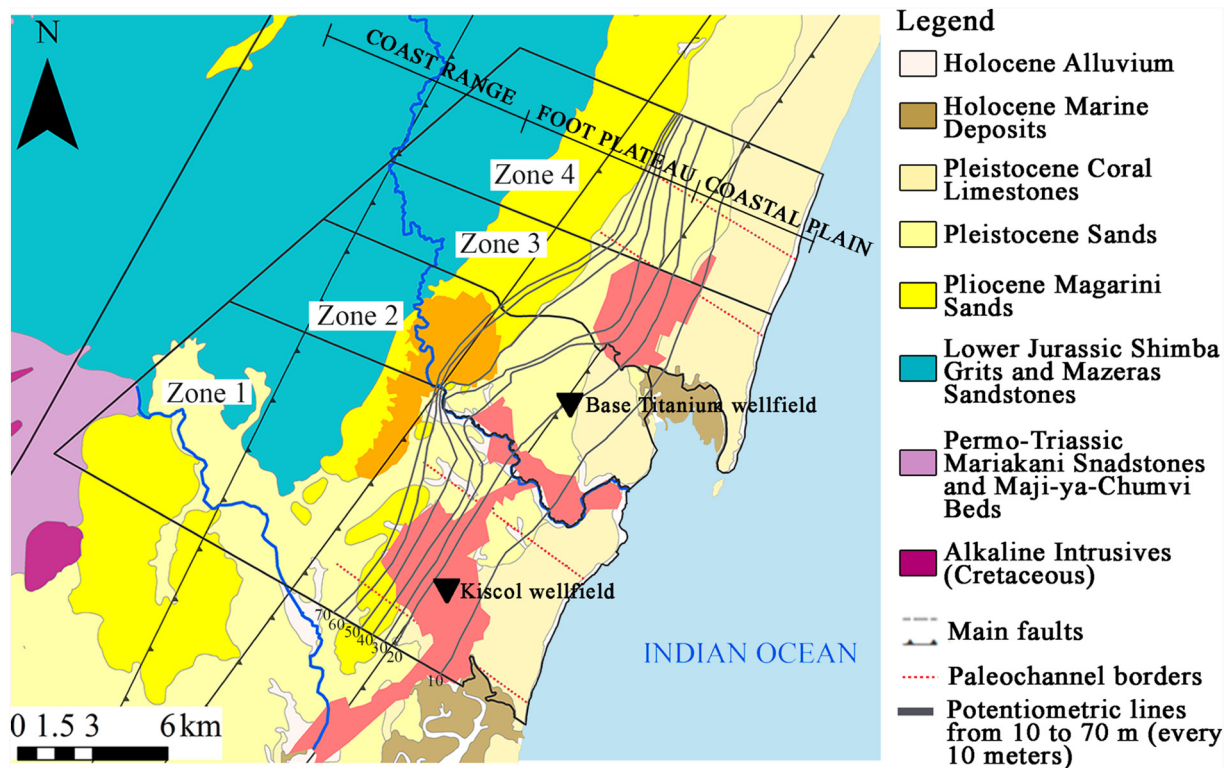 N
COAST RANGE
FOOT PLATEAU
COASTAL PLAIN
Zone 4
Zone 3
Zone 2
Zone 1
Base Titanium wellfield
Kiscol wellfield
70
60
50
40
30
20
10
INDIAN OCEAN
0 1.5 3 6 km
Legend
Holocene Alluvium
Holocene Marine
Deposits
Pleistocene Coral
Limestones
Pleistocene Sands
Pliocene Magarini
Sands
Lower Jurassic Shimba
Grits and Mazeras
Sandstones
Permo-Triassic
Mariakani Snadstones
and Maji-ya-Chumvi
Beds
Alkaline Intrusives
(Cretaceous)
Main faults
Paleochannel borders
Potentiometric lines
from 10 to 70 m (every
10 meters)